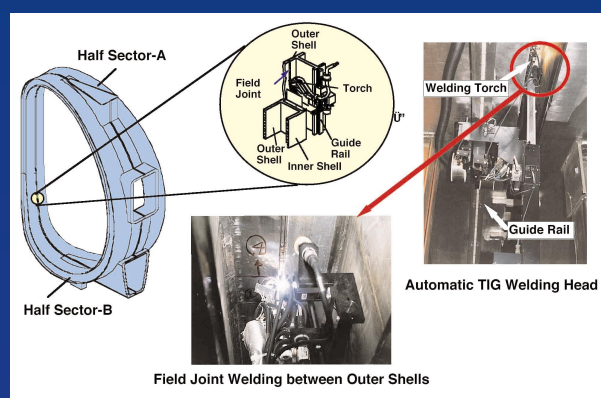 Half Sector-A
Outer
Shell
Field
Joint
Torch
Ü"
Outer
Shell
Inner Shell
Guide
Rail
Half Sector-B
Welding Torch
Guide Rail
Automatic TIG Welding Head
Field Joint Welding between Outer Shells